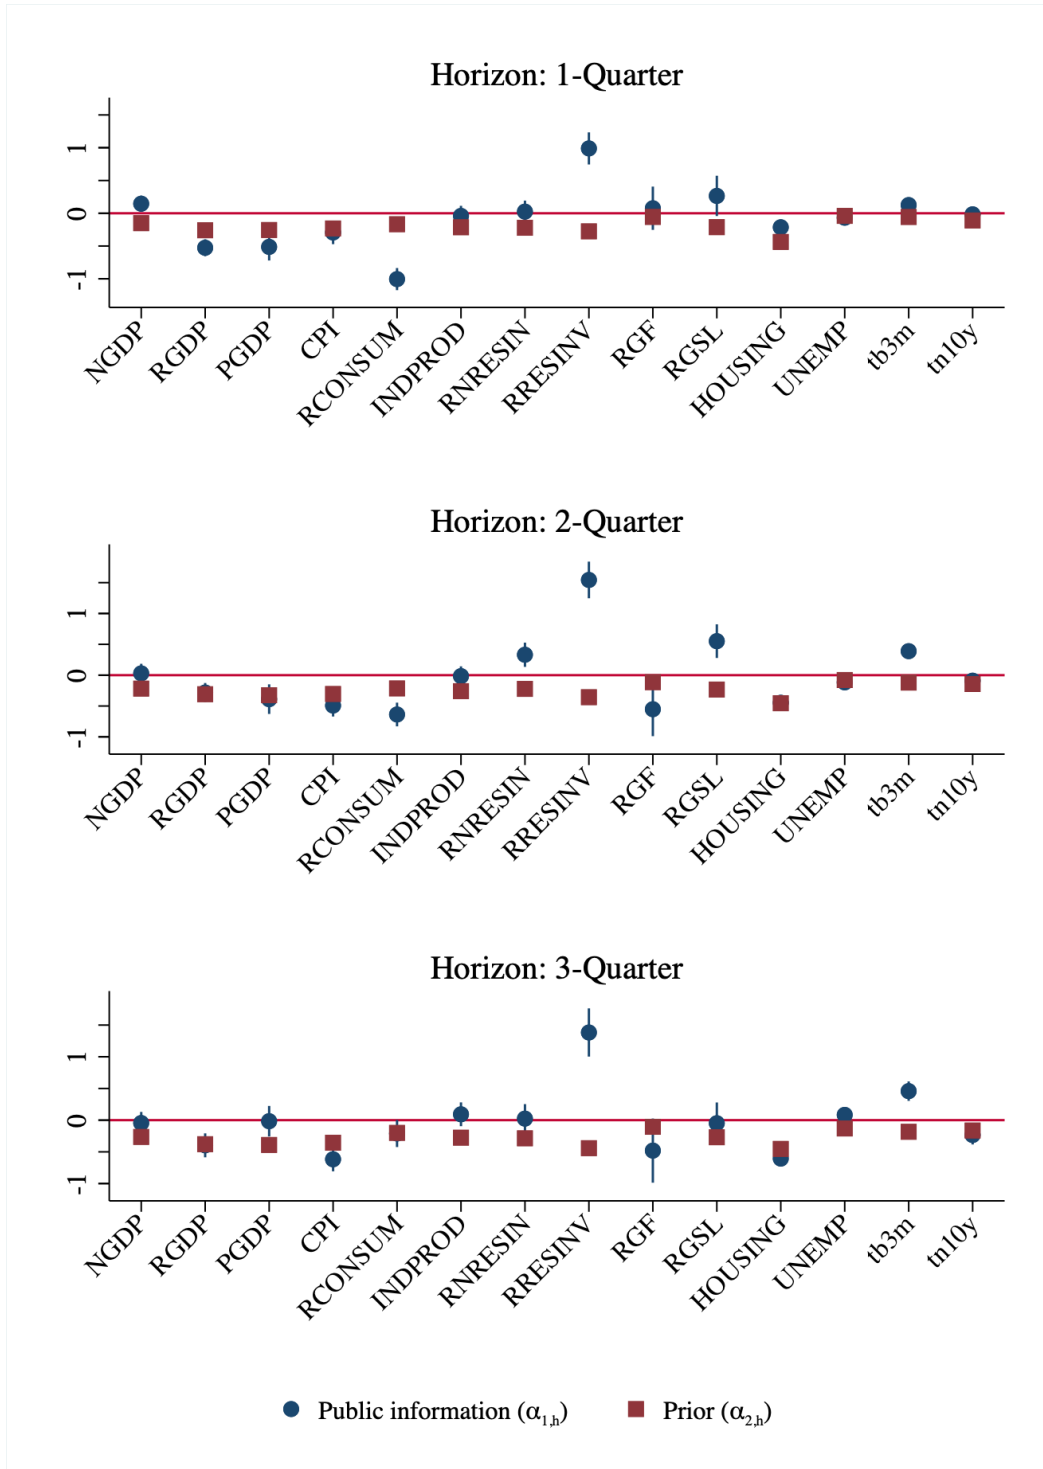 Horizon: 1-Quarter
1
0
-1
NGDP
RGDP
PGDP
CPI
RCONSUM
INDPROD
RNRESIN
RRESINV
RGF
RGSL
HOUSING
UNEMP
tb3m
tn10y
Horizon: 2-Quarter
1
0
-1
NGDP
RGDP
PGDP
CPI
RCONSUM
INDPROD
RNRESIN
RRESINV
RGF
RGSL
HOUSING
UNEMP
tb3m
tn10y
Horizon: 3-Quarter
1
0
-1
NGDP
RGDP
PGDP
CPI
RCONSUM
INDPROD
RNRESIN
RRESINV
RGF
RGSL
HOUSING
UNEMP
tb3m
tn10y
Public information (α1,h) Prior (α2,h)